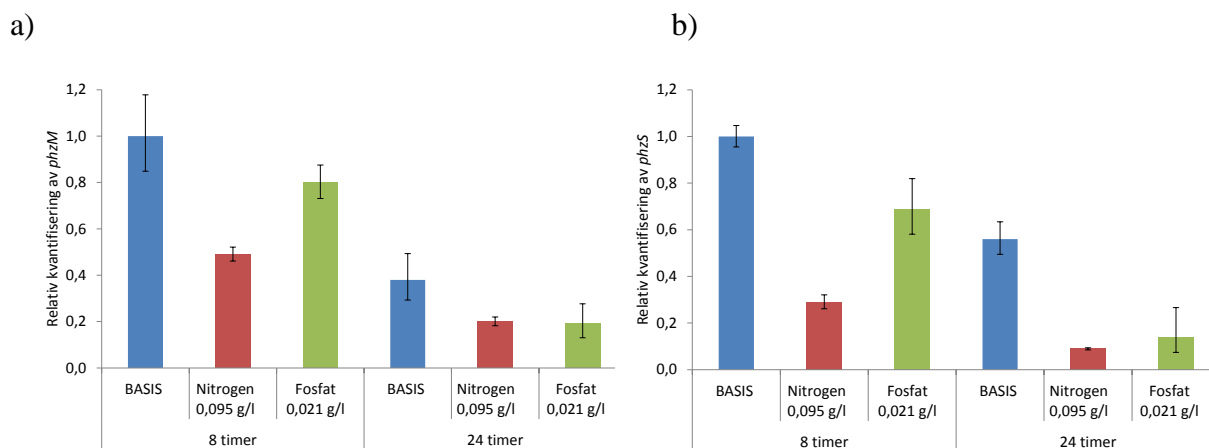 a)
Relativ kvantifisering av phzM
1,2
1,0
0,8
0,6
0,4
0,2
0,0
BASIS
Nitrogen
0,095 g/l
Fosfat
0,021 g/l
BASIS
Nitrogen
0,095 g/l
Fosfat
0,021 g/l
8 timer
24 timer
b)
Relativ kvantifisering av phzS
1,2
1,0
0,8
0,6
0,4
0,2
0,0
BASIS
Nitrogen
0,095 g/l
Fosfat
0,021 g/l
BASIS
Nitrogen
0,095 g/l
Fosfat
0,021 g/l
8 timer
24 timer